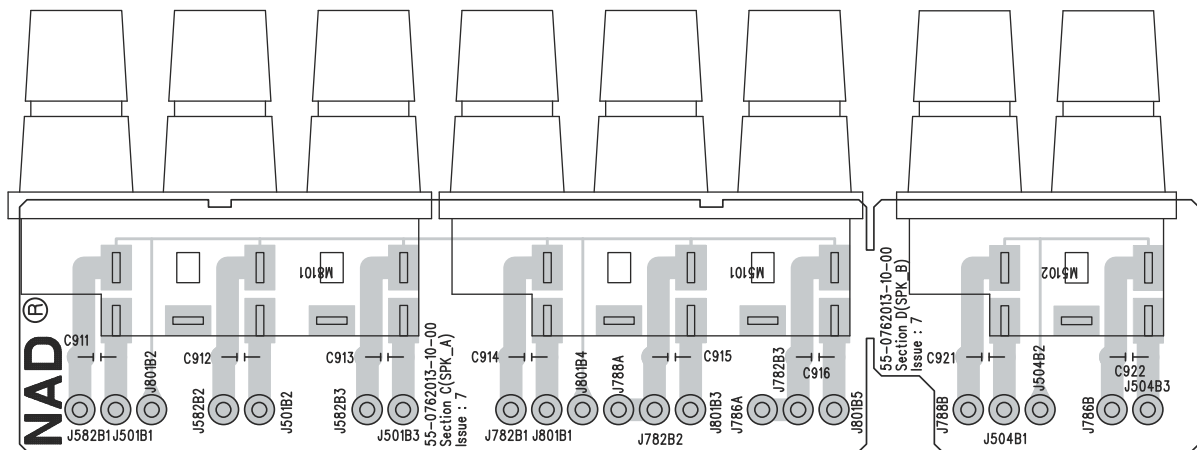 NAD ®
M8101
M5101
M5102
C911
J801B2
C912
C913
C914
J801B4
J788A
C915
J782B3
C916
C921
J504B2
C922
J504B3
J582B1
J501B1
J582B2
J501B2
J582B3
J501B3
55-0762013-10-00
Section C(SPK_A)
Issue : 7
J782B1
J801B1
J782B2
J801B3
J786A
J801B5
55-0762013-10-00
Section D(SPK_B)
Issue : 7
J788B
J504B1
J786B